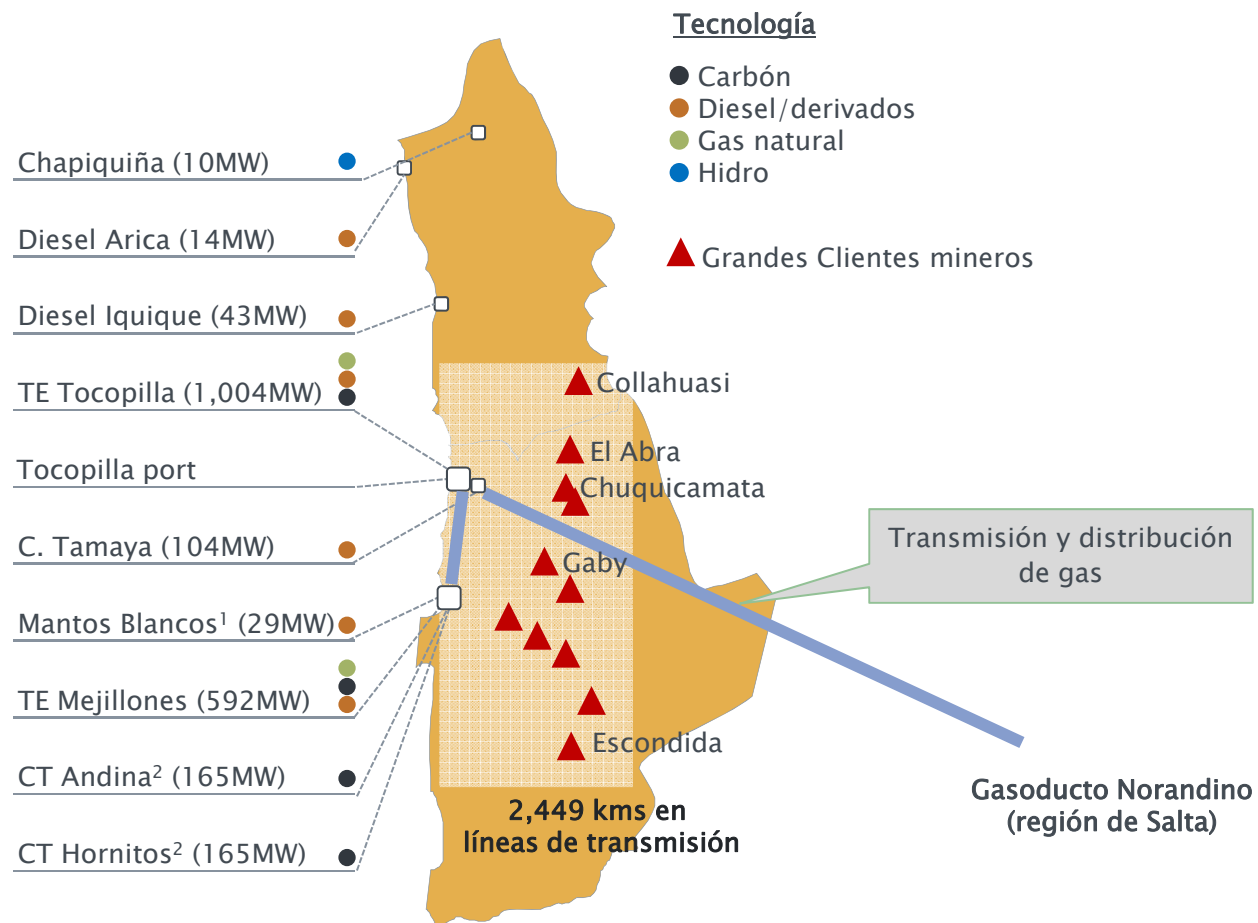 Tecnología
Carbón
Diesel/derivados
Gas natural
Hidro
Grandes Clientes mineros
Chapiquiña (10MW)
Diesel Arica (14MW)
Diesel Iquique (43MW)
TE Tocopilla (1,004MW)
Tocopilla port
C. Tamaya (104MW)
Mantos Blancos¹ (29MW)
TE Mejillones (592MW)
CT Andina² (165MW)
CT Hornitos² (165MW)
Collahuasi
El Abra
Chuquicamata
Gaby
Escondida
2,449 kms en
líneas de transmisión
Transmisión y distribución
de gas
Gasoducto Norandino
(región de Salta)